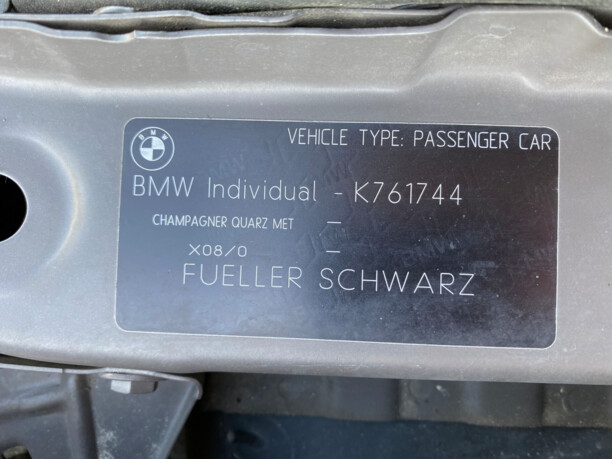 BMW
VEHICLE TYPE: PASSENGER CAR
BMW Individual - K761744
CHAMPAGNER QUARZ MET —
X08/0 —
FUELLER SCHWARZ